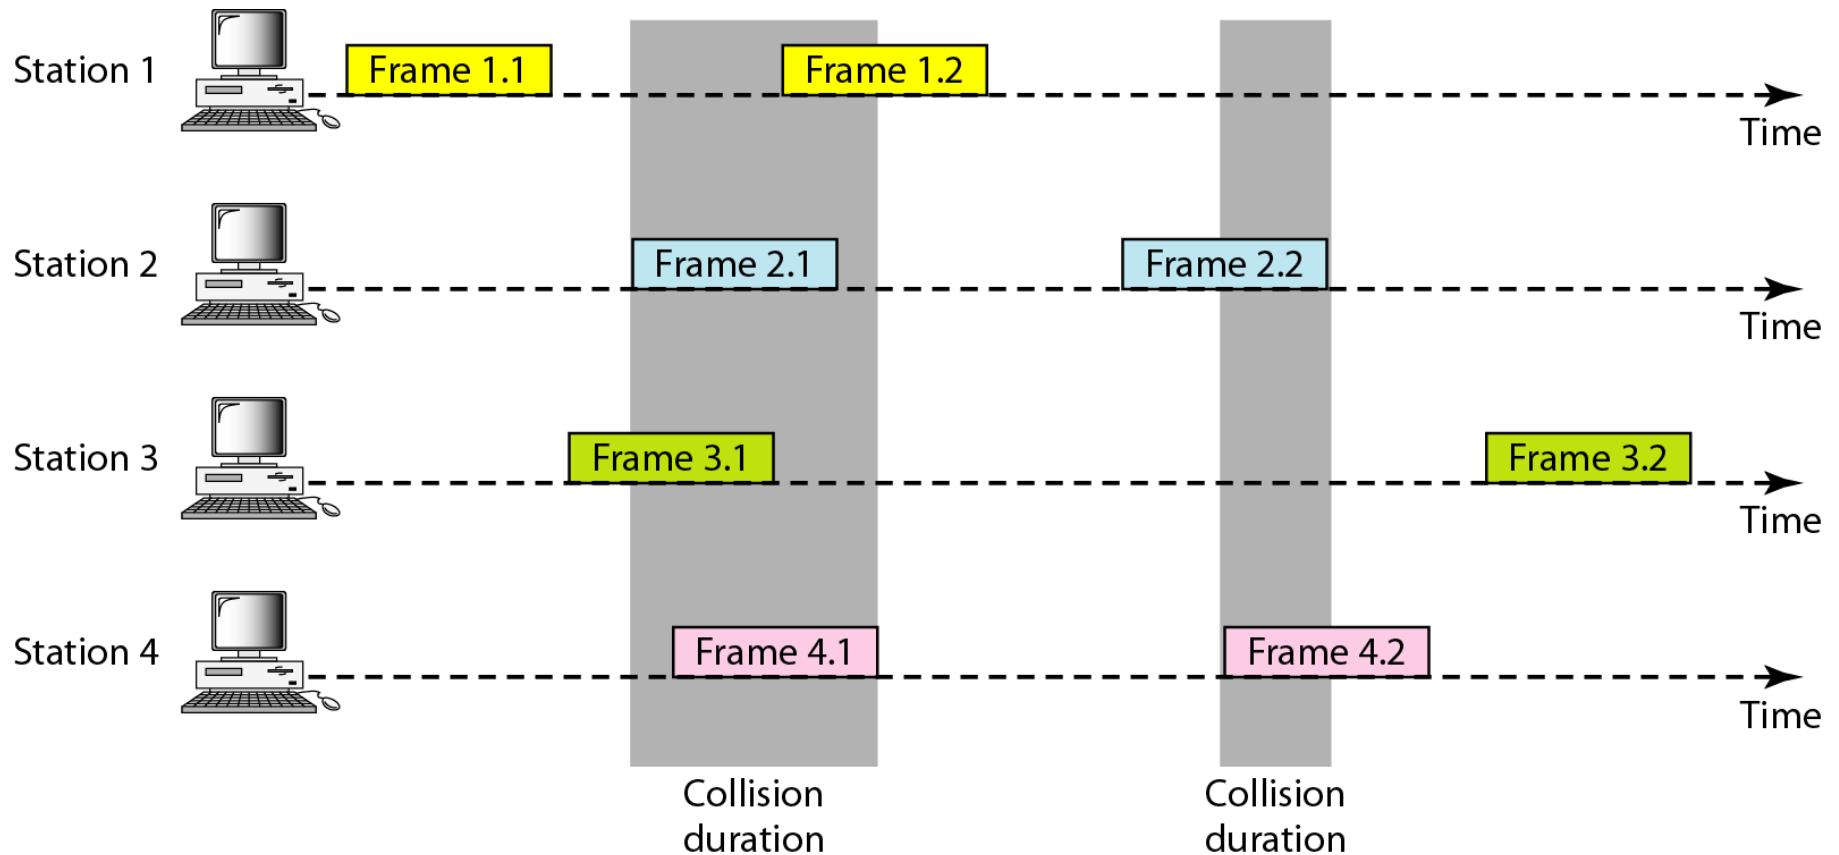 Station 1
Frame 1.1
Frame 1.2
Time
Station 2
Frame 2.1
Frame 2.2
Time
Station 3
Frame 3.1
Frame 3.2
Time
Station 4
Frame 4.1
Frame 4.2
Time
Collision
duration
Collision
duration